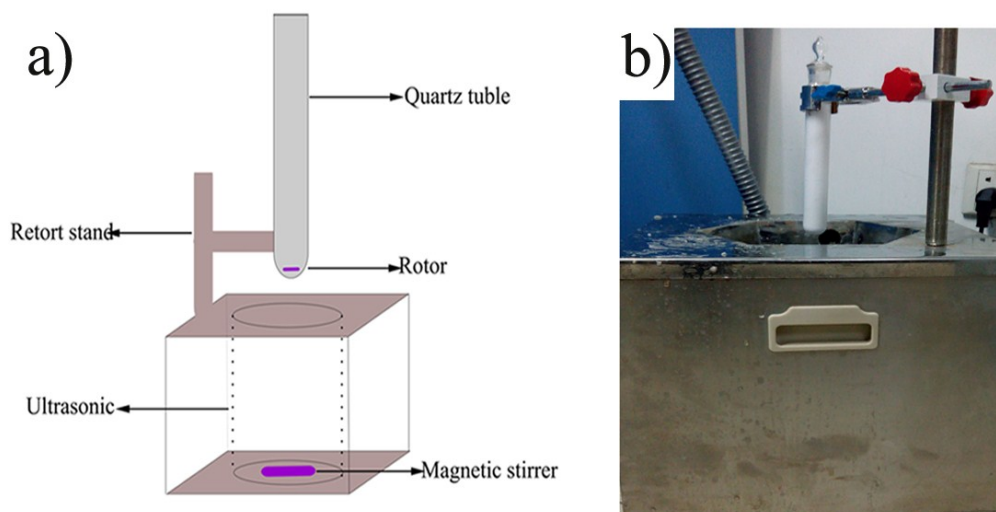 a)
b)
Quartz tuble
Retort stand
Rotor
Ultrasonic
Magnetic stirrer